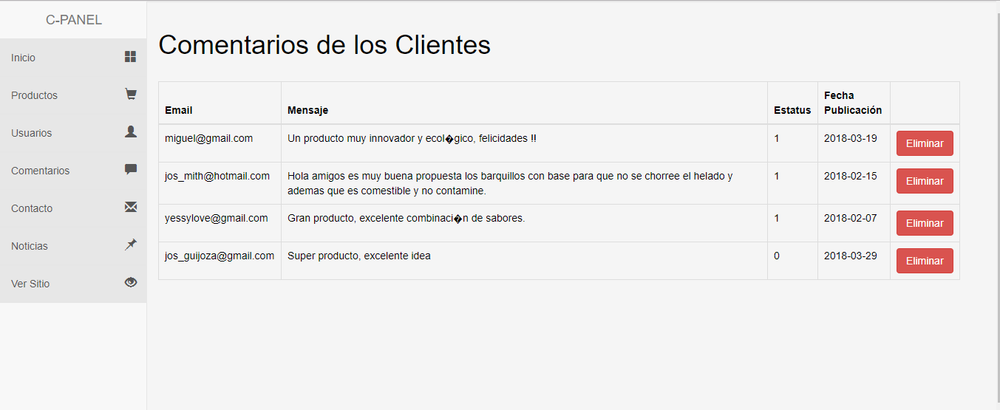 C-PANEL
Inicio
Productos
Usuarios
Comentarios
Contacto
Noticias
Ver Sitio
Comentarios de los Clientes
Email Mensaje Estatus Fecha Publicación
miguel@gmail.com Un producto muy innovador y ecol�gico, felicidades !! 1 2018-03-19 Eliminar
jos_mith@hotmail.com Hola amigos es muy buena propuesta los barquillos con base para que no se chorree el helado y 1 2018-02-15 Eliminar
ademas que es comestible y no contamine.
yessylove@gmail.com Gran producto, excelente combinaci�n de sabores. 1 2018-02-07 Eliminar
jos_guijoza@gmail.com Super producto, excelente idea 0 2018-03-29 Eliminar